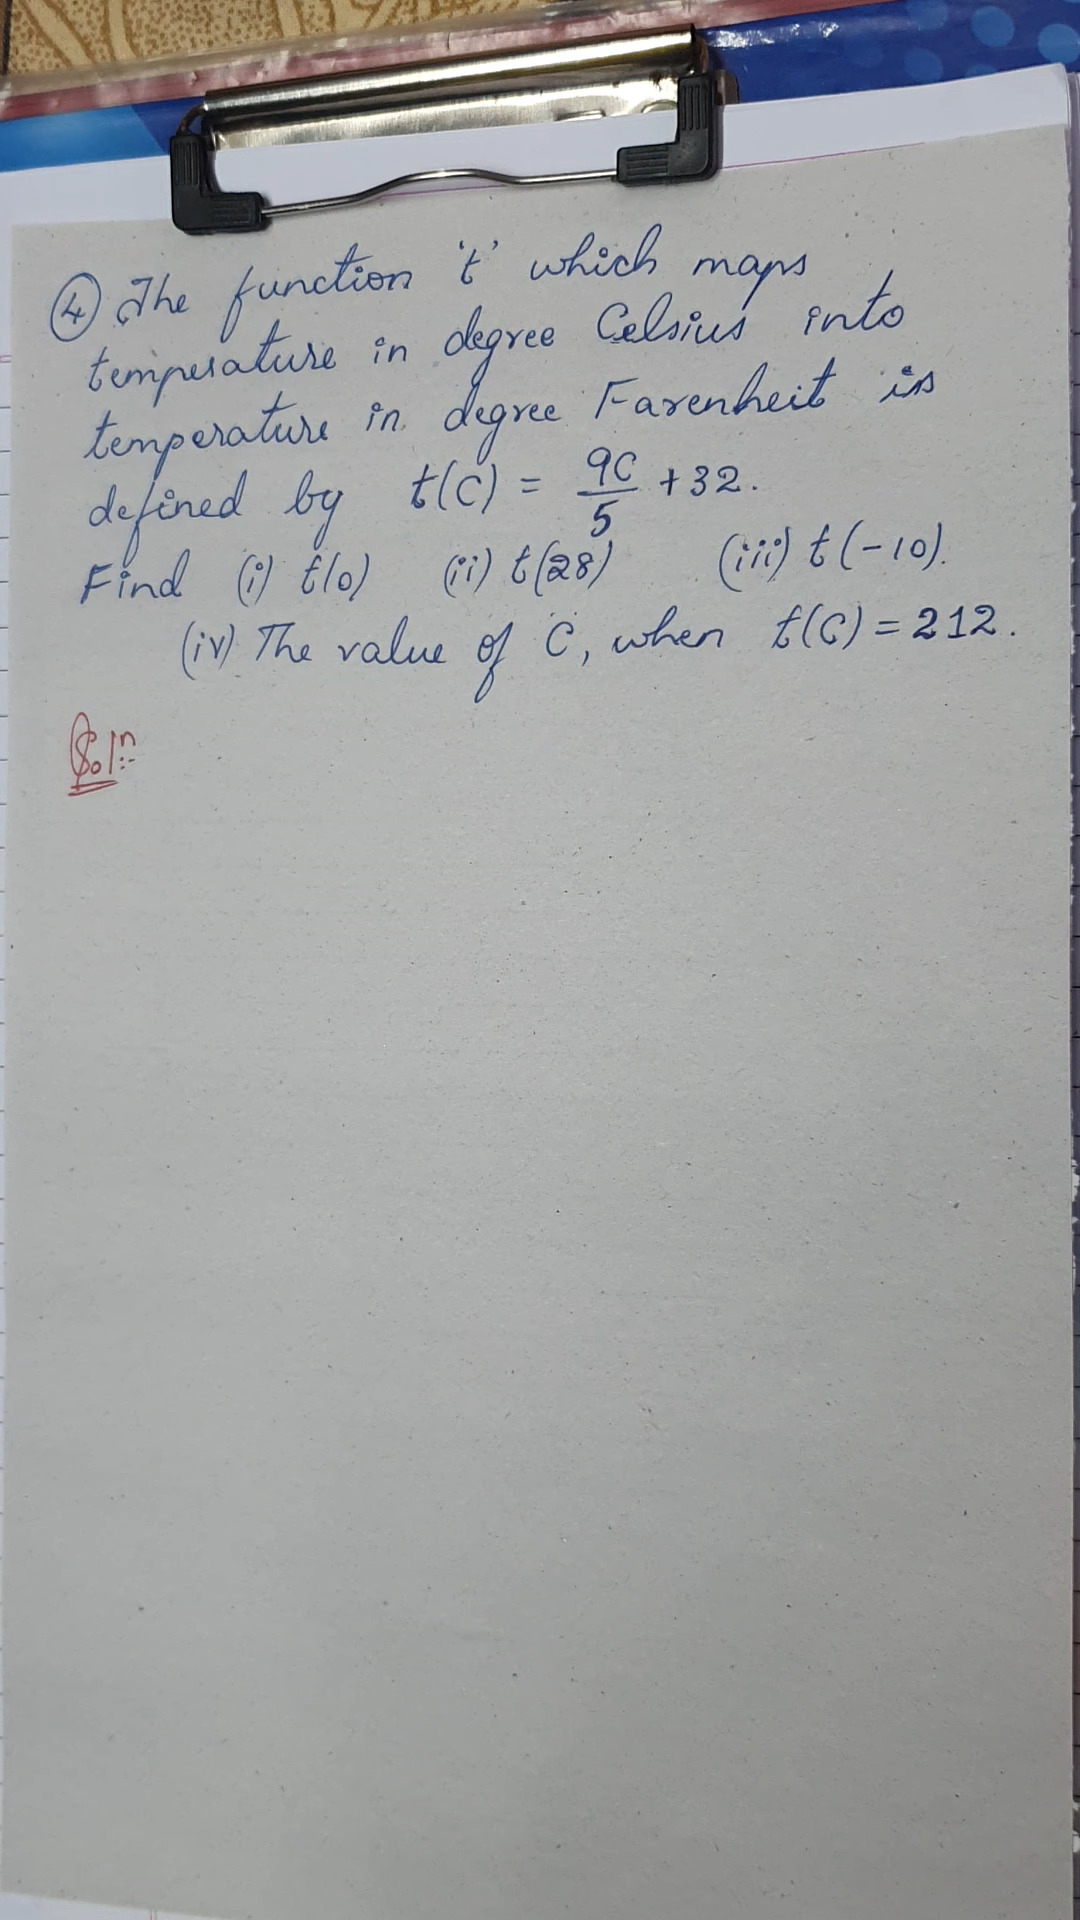 ④ The function 't' which maps
temperature in degree Celsius into
temperature in degree Farenheit is
defined by t(C) = 9C/5 + 32.
Find (i) t(0) (ii) t(28) (iii) t(-10).
(iv) The value of C, when t(C) = 212.
Solⁿ:-